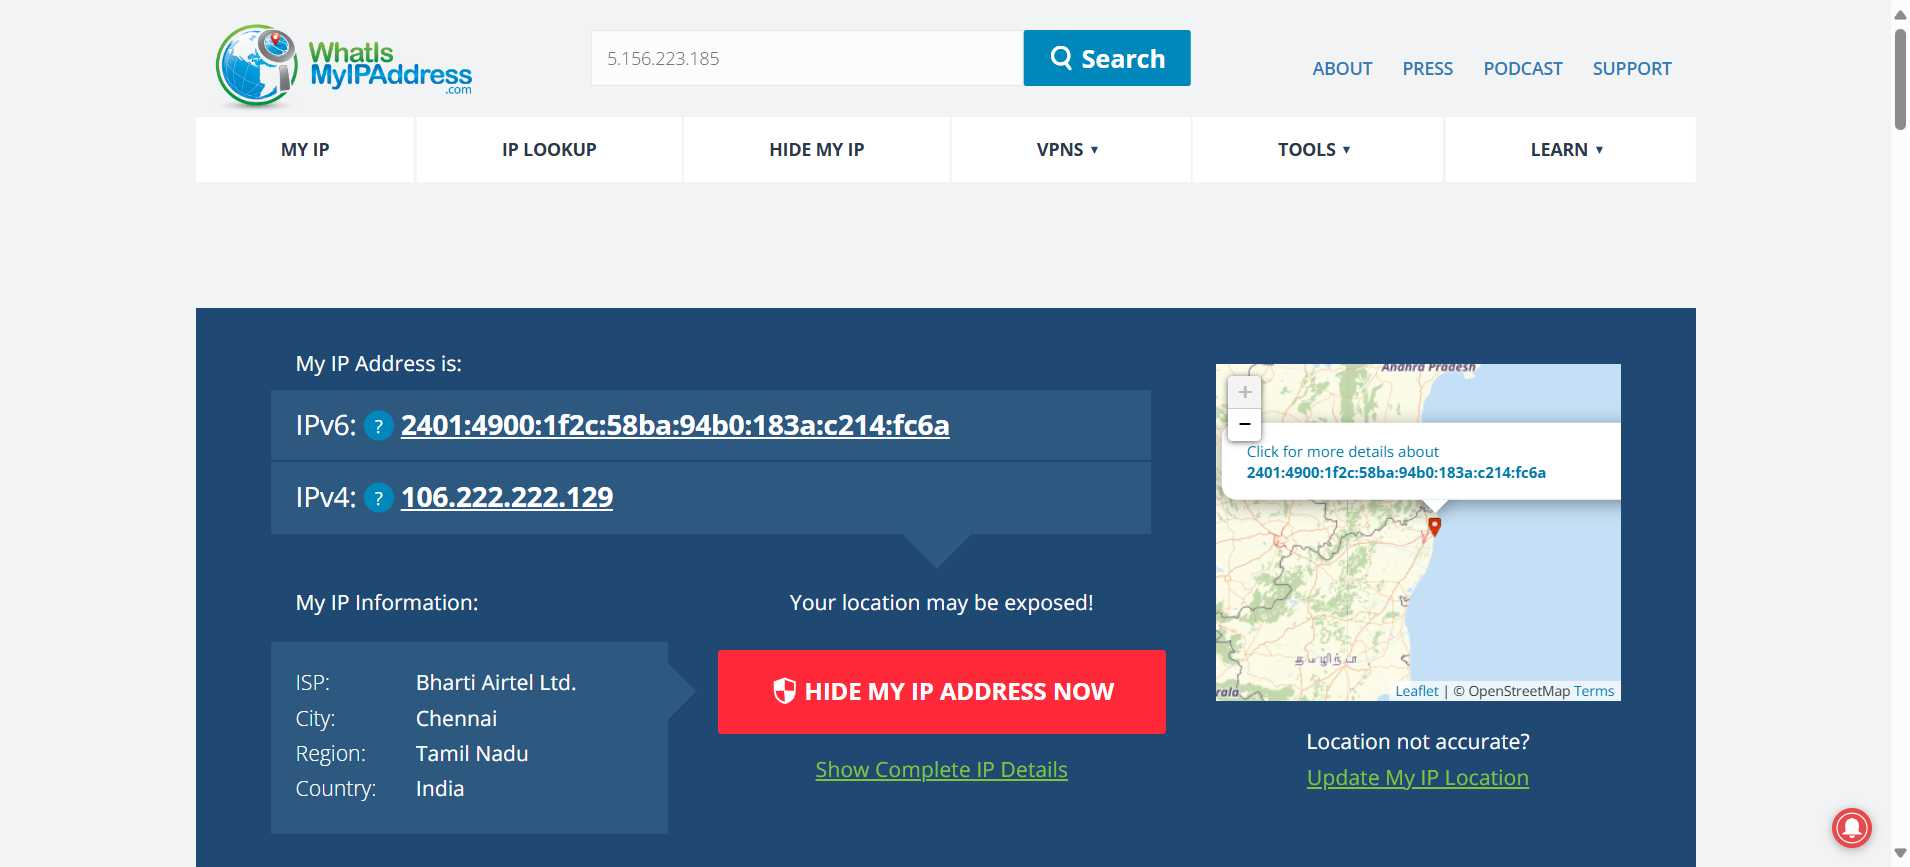 WhatIs
MyIPAddress
.com
5.156.223.185
Search
ABOUT PRESS PODCAST SUPPORT
MY IP IP LOOKUP HIDE MY IP VPNS ▾ TOOLS ▾ LEARN ▾
My IP Address is:
IPv6: ? 2401:4900:1f2c:58ba:94b0:183a:c214:fc6a
IPv4: ? 106.222.222.129
My IP Information:
ISP: Bharti Airtel Ltd.
City: Chennai
Region: Tamil Nadu
Country: India
Your location may be exposed!
HIDE MY IP ADDRESS NOW
Show Complete IP Details
Andhra Pradesh
+
−
Click for more details about
2401:4900:1f2c:58ba:94b0:183a:c214:fc6a
rala
Leaflet | © OpenStreetMap Terms
Location not accurate?
Update My IP Location